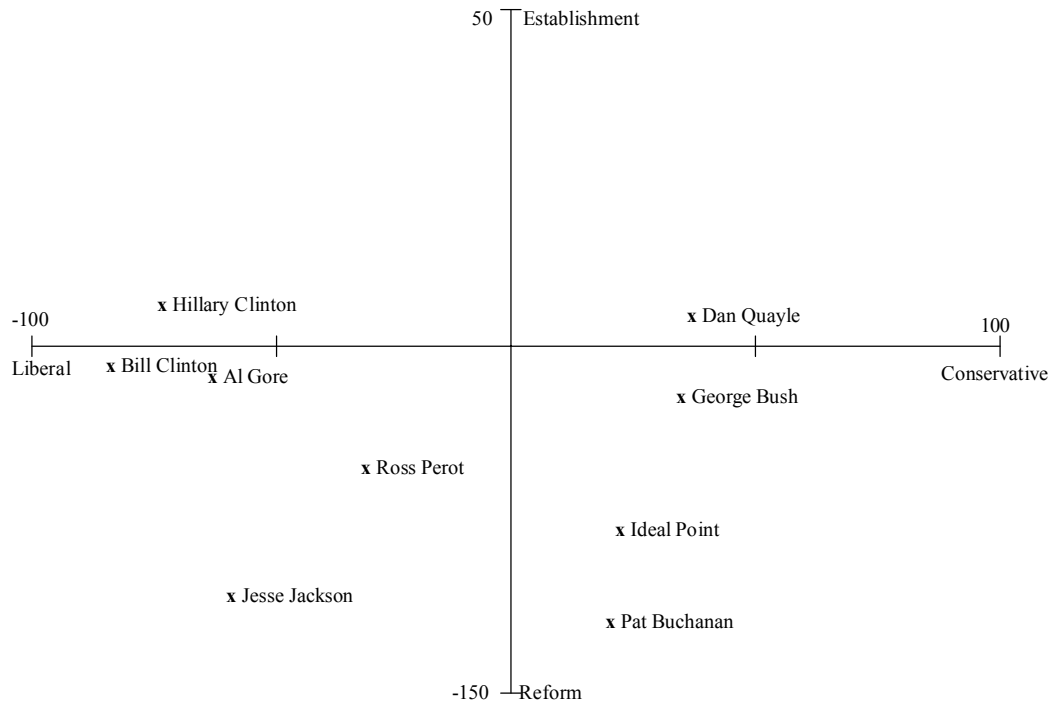 50 Establishment
x Hillary Clinton
-100
x Dan Quayle
100
Liberal
x Bill Clinton
x Al Gore
Conservative
x George Bush
x Ross Perot
x Ideal Point
x Jesse Jackson
x Pat Buchanan
-150 Reform